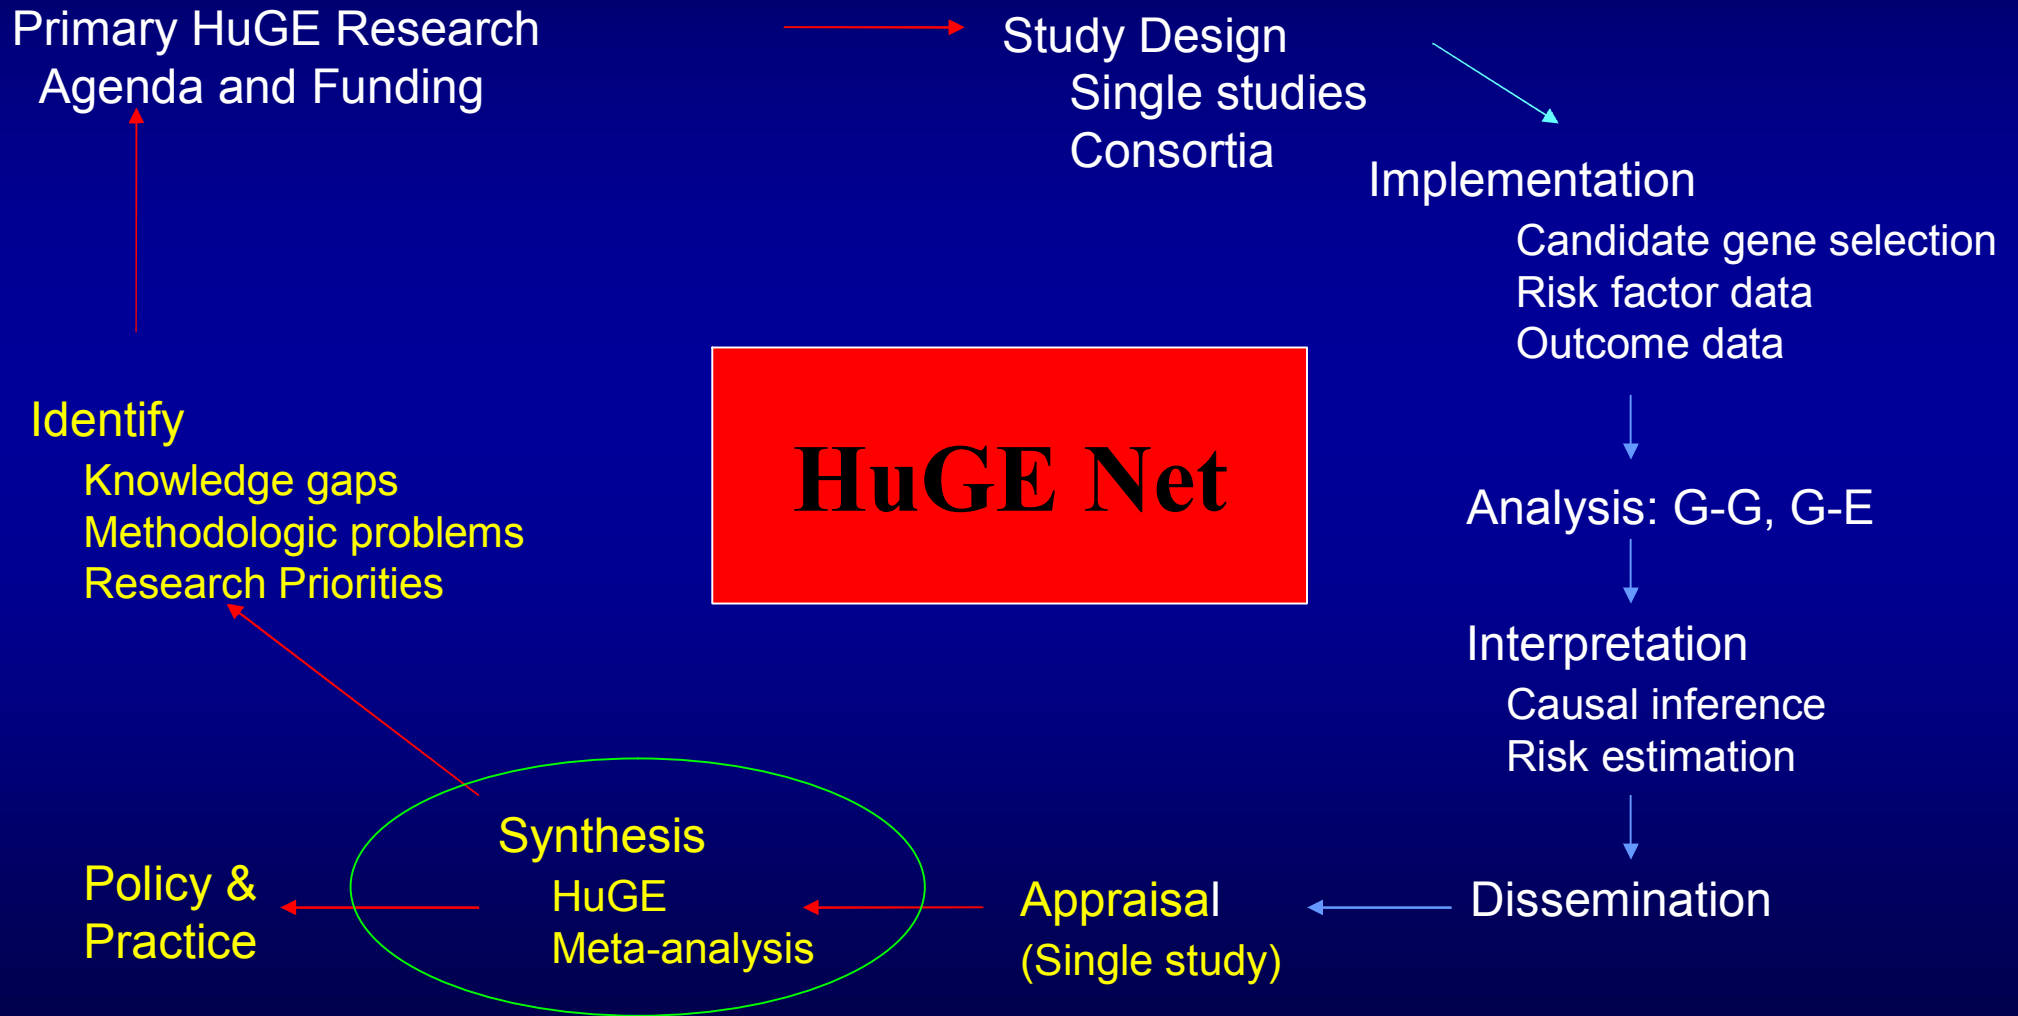 Primary HuGE Research
Agenda and Funding
Study Design
Single studies
Consortia
Implementation
Candidate gene selection
Risk factor data
Outcome data
Analysis: G-G, G-E
Interpretation
Causal inference
Risk estimation
Dissemination
Appraisal
(Single study)
Synthesis
HuGE
Meta-analysis
Policy &
Practice
Identify
Knowledge gaps
Methodologic problems
Research Priorities
HuGE Net